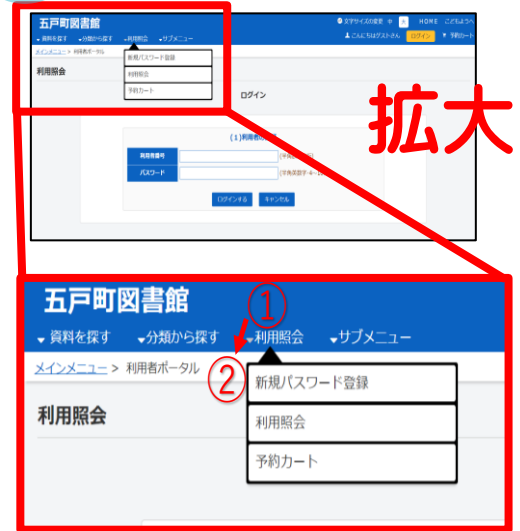 五戸町図書館
文字サイズの変更 中 大 HOME こどもよう
資料を探す 分類から探す 利用照会 サブメニュー
こんにちはゲストさん ログイン 予約カート
メインメニュー > 利用者ポータル
新規パスワード登録
利用照会
利用照会
予約カート
ログイン
拡大
(1)利用者の
利用者番号
パスワード
ログインする キャンセル
五戸町図書館
①
資料を探す 分類から探す 利用照会 サブメニュー
メインメニュー > 利用者ポータル
②
新規パスワード登録
利用照会
利用照会
予約カート